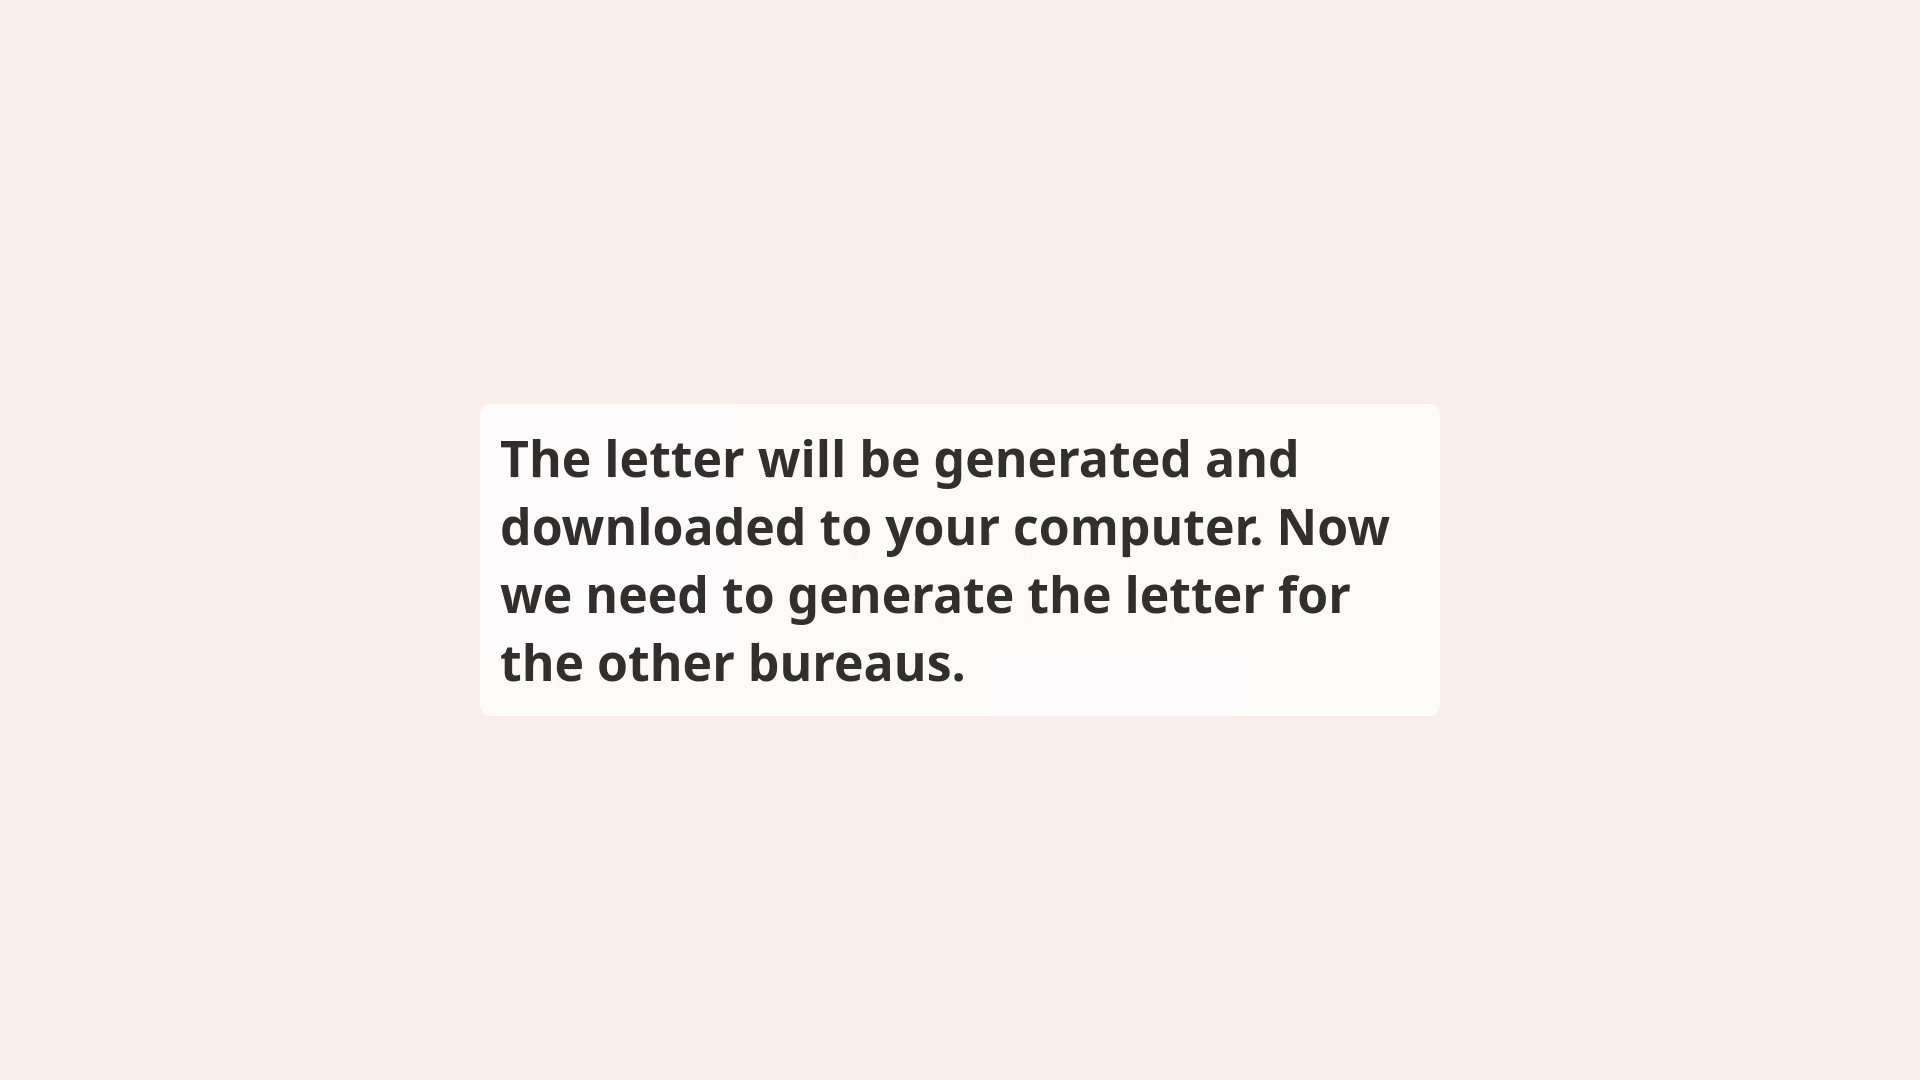 The letter will be generated and
downloaded to your computer. Now
we need to generate the letter for
the other bureaus.